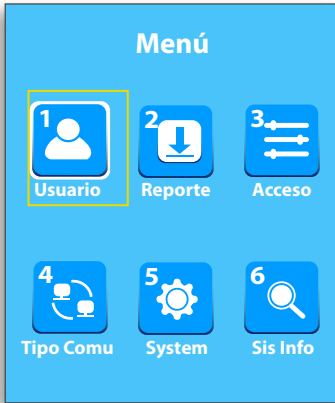 Menú
1 2 3
Usuario Reporte Acceso
4 5 6
Tipo Comu System Sis Info